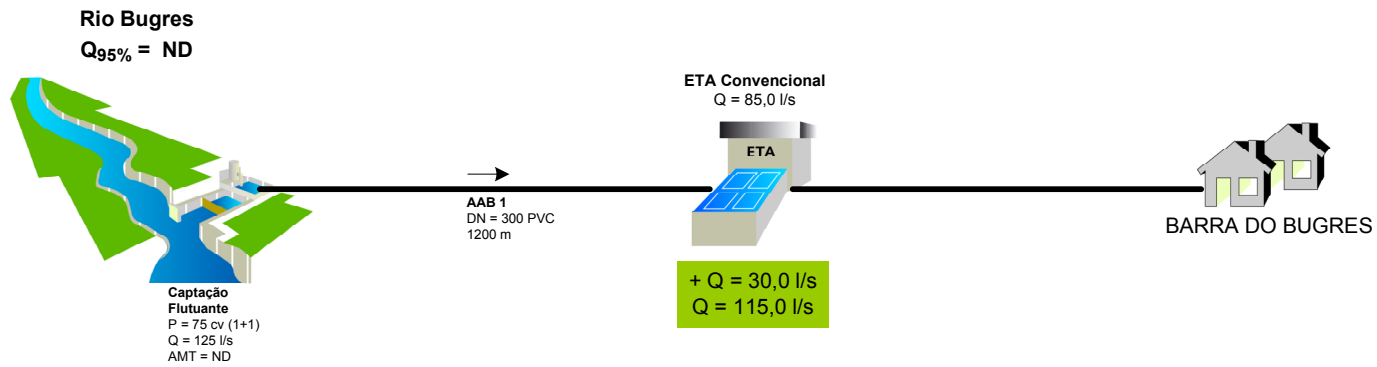 Rio Bugres
Q95% = ND
ETA Convencional
Q = 85,0 l/s
ETA
AAB 1
DN = 300 PVC
1200 m
BARRA DO BUGRES
+ Q = 30,0 l/s
Q = 115,0 l/s
Captação
Flutuante
P = 75 cv (1+1)
Q = 125 l/s
AMT = ND